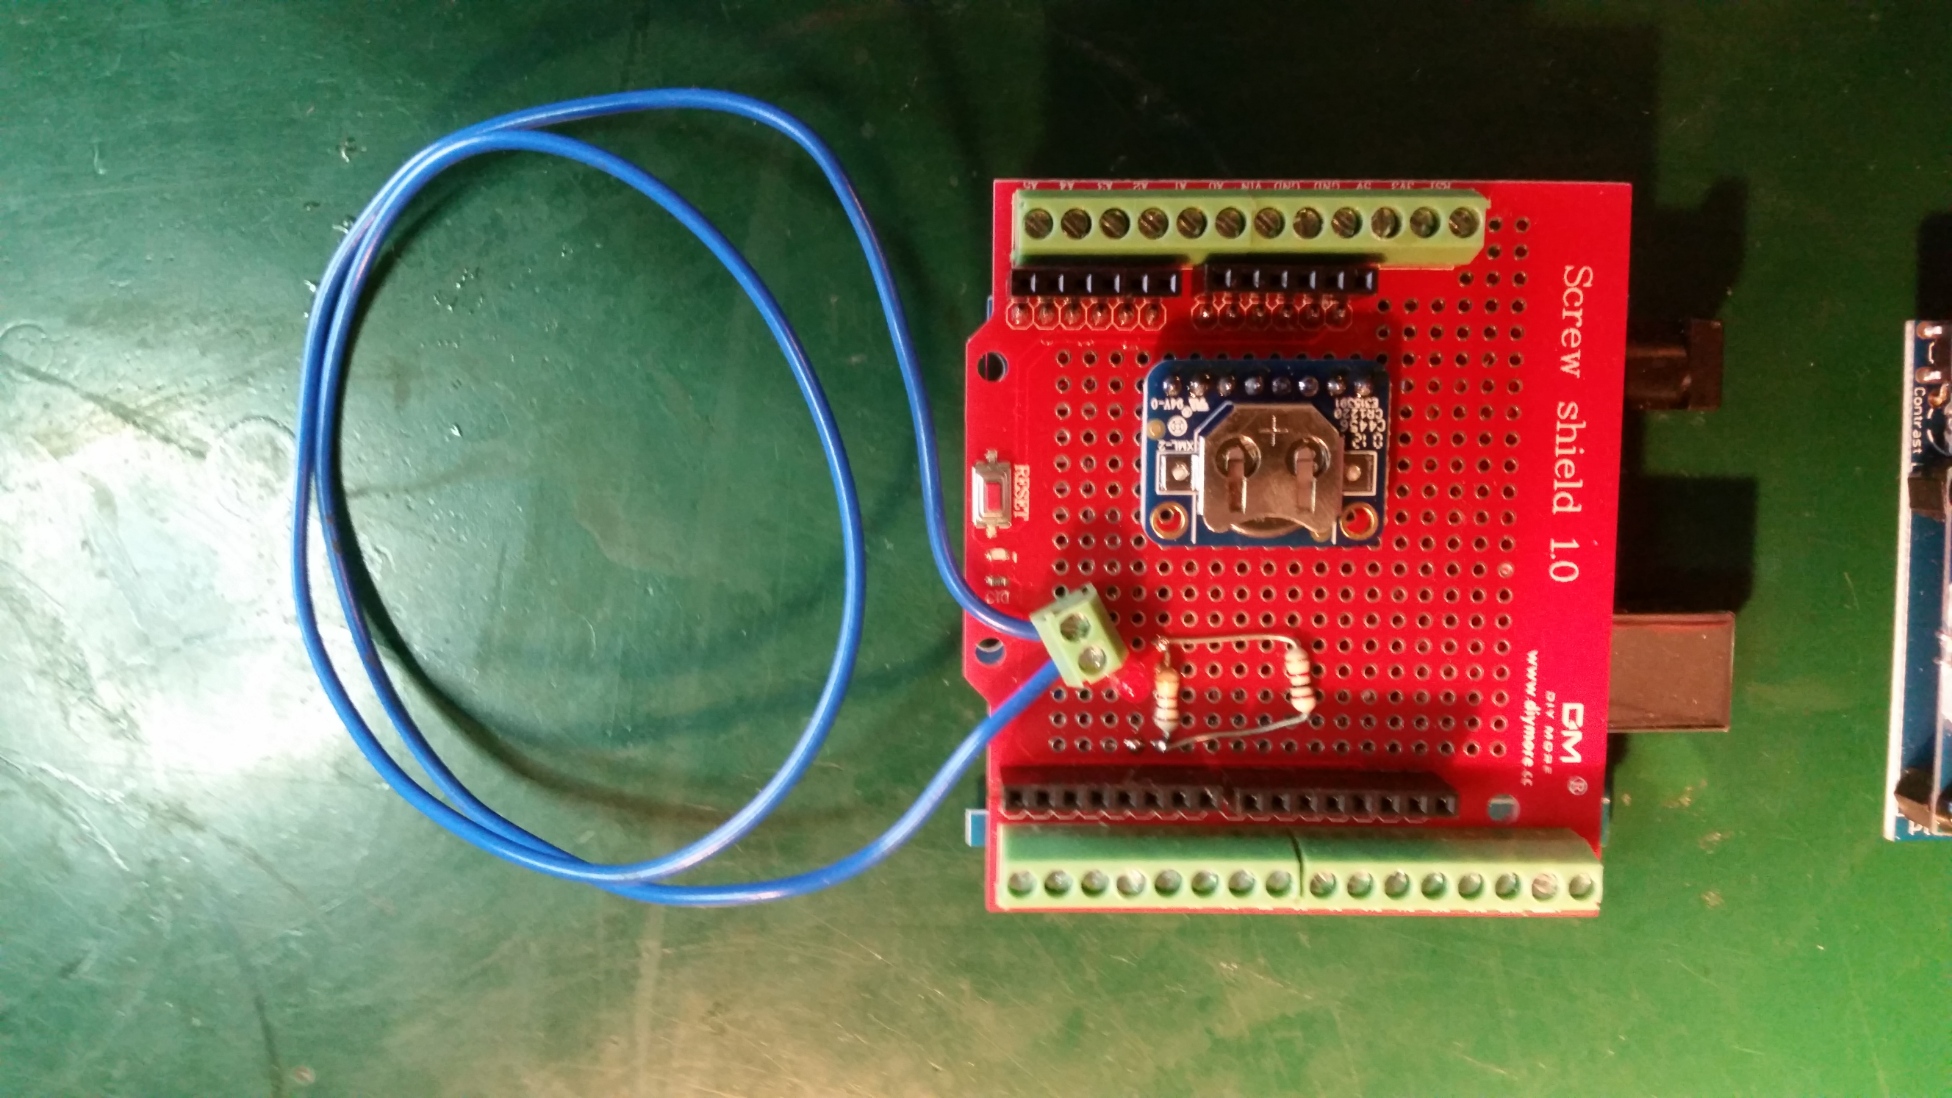 DM ®
DIY MORE
www.diymore.cc
Screw shield 1.0
D13
RESET
XML-2
94V-0
E315391
RST 3V3 5V GND GND VIN A0 A1 A2 A3 A4 A5
Contrast